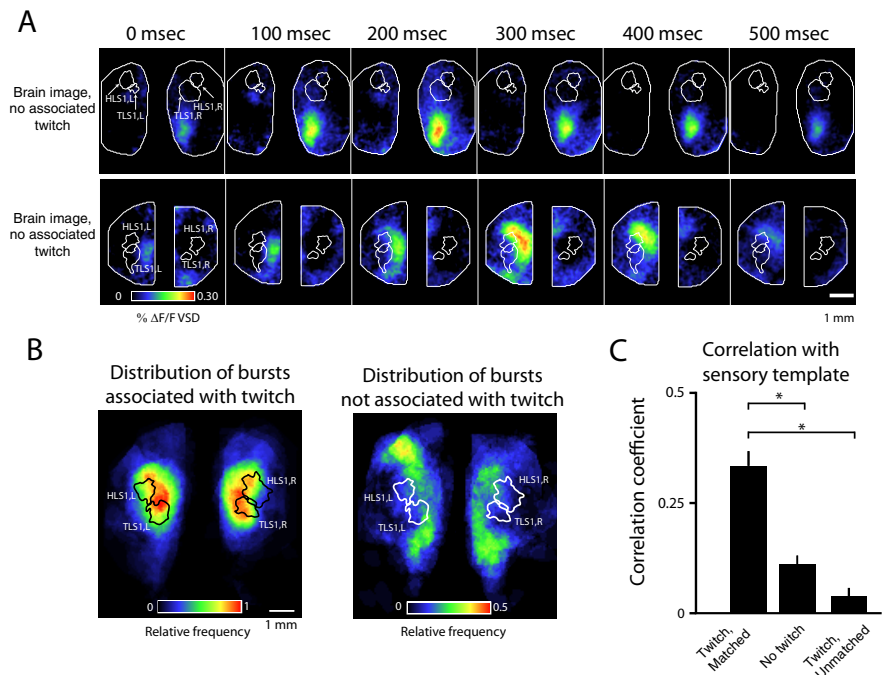 A
0 msec 100 msec 200 msec 300 msec 400 msec 500 msec
Brain image,
no associated
twitch
HLS1,L
TLS1,L
TLS1,R
HLS1,R
Brain image,
no associated
twitch
HLS1,L
TLS1,L
HLS1,R
TLS1,R
0 0.30
% ΔF/F VSD
1 mm
B
Distribution of bursts
associated with twitch
HLS1,L
TLS1,L
HLS1,R
TLS1,R
0 1
1 mm
Relative frequency
Distribution of bursts
not associated with twitch
HLS1,L
TLS1,L
HLS1,R
TLS1,R
0 0.5
Relative frequency
C
Correlation with
sensory template
Correlation coefficient
0.5
0.25
0
*
*
Twitch,
Matched
No twitch
Twitch,
Unmatched